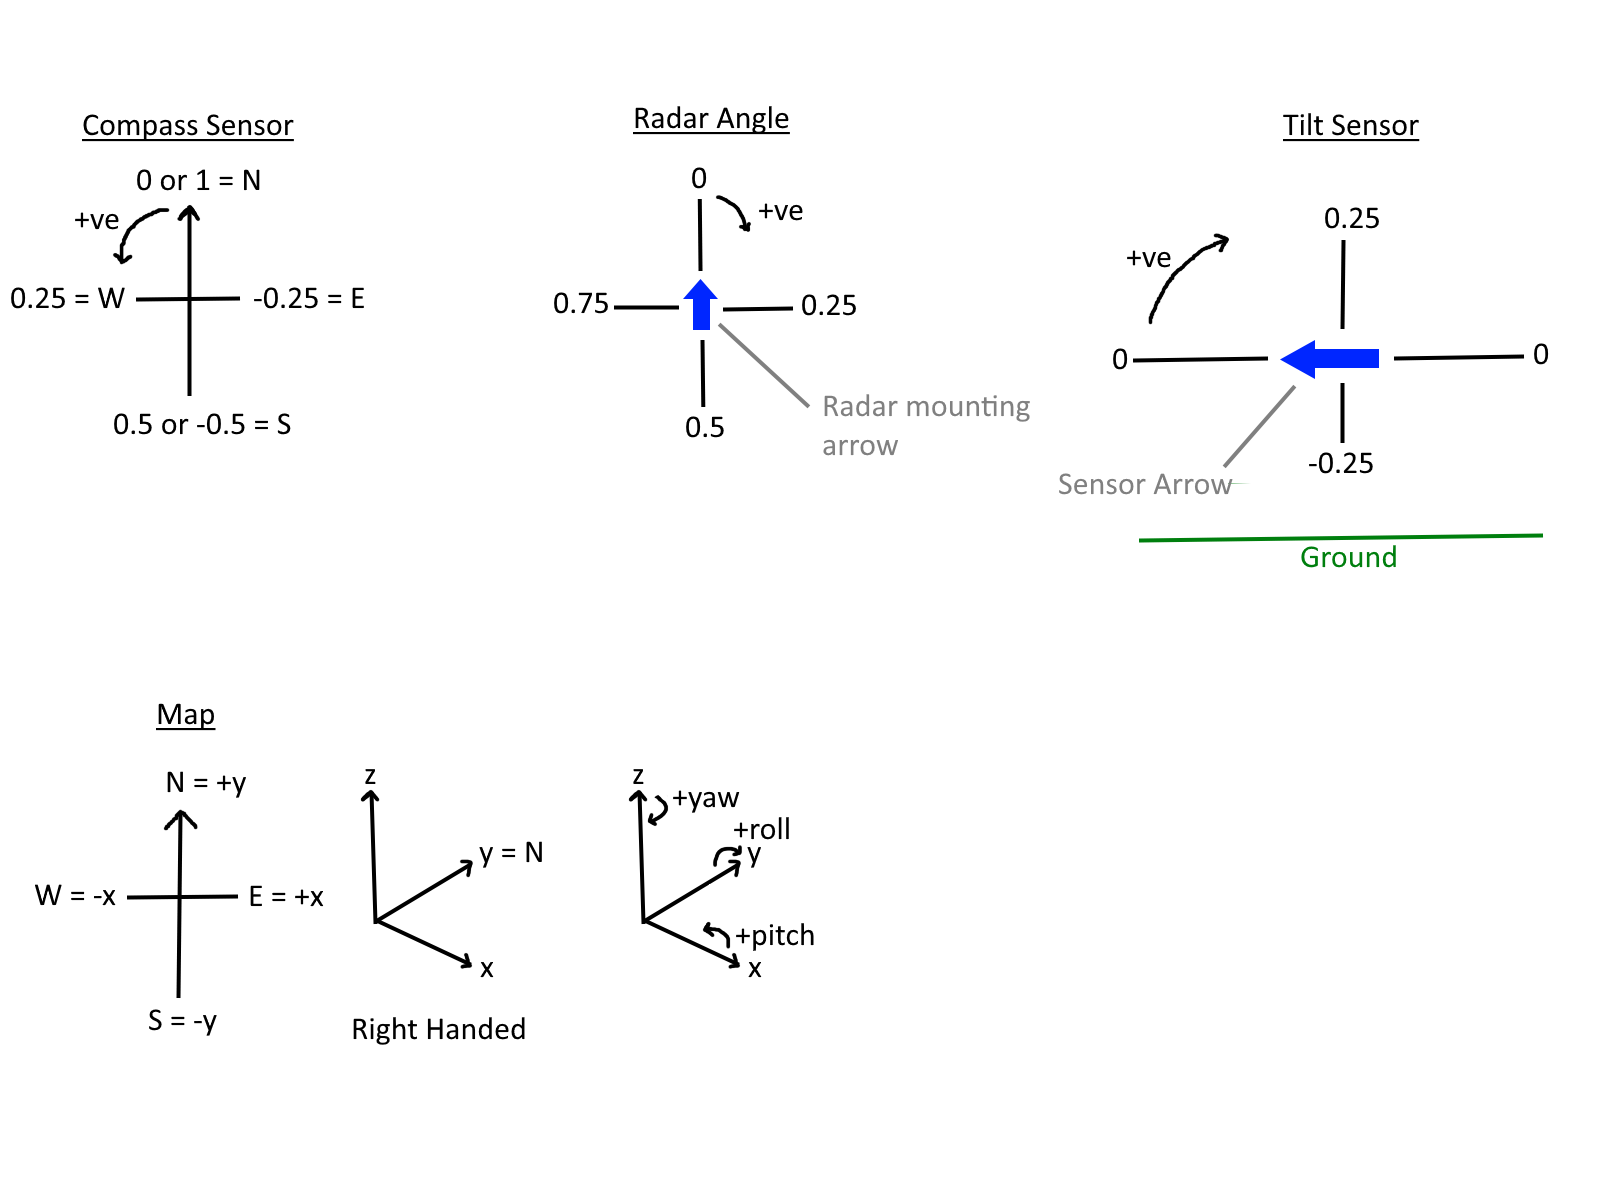 Compass Sensor
0 or 1 = N
+ve
0.25 = W
-0.25 = E
0.5 or -0.5 = S
Radar Angle
0
+ve
0.75
0.25
0.5
Radar mounting
arrow
Tilt Sensor
0.25
+ve
0
0
-0.25
Sensor Arrow
Ground
Map
N = +y
W = -x
E = +x
S = -y
z
y = N
x
Right Handed
z
+yaw
+roll
y
+pitch
x